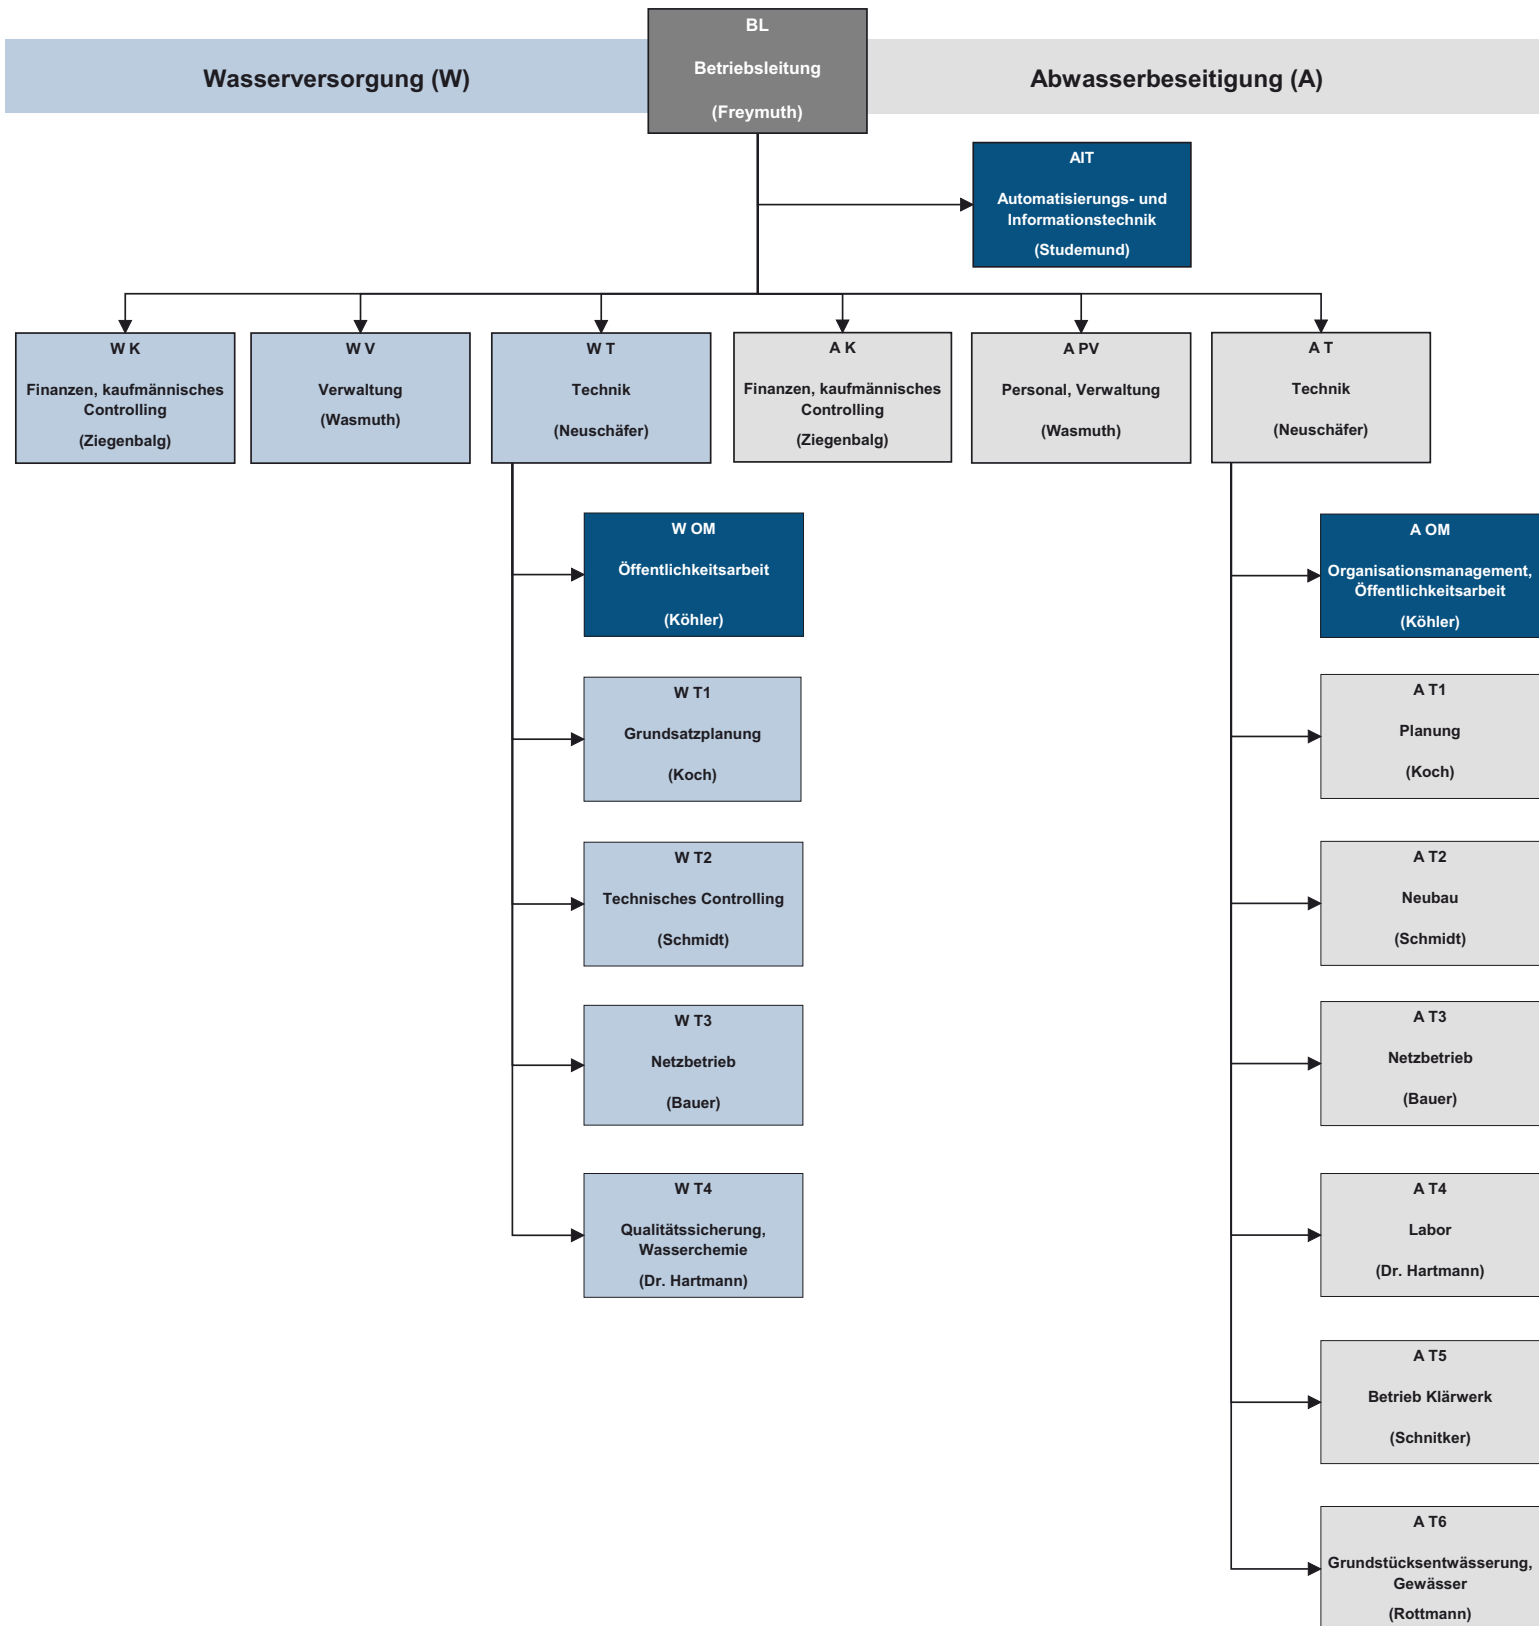 BL
Betriebsleitung
(Freymuth)
Wasserversorgung (W)
Abwasserbeseitigung (A)
AIT
Automatisierungs- und
Informationstechnik
(Studemund)
W K
Finanzen, kaufmännisches
Controlling
(Ziegenbalg)
W V
Verwaltung
(Wasmuth)
W T
Technik
(Neuschäfer)
A K
Finanzen, kaufmännisches
Controlling
(Ziegenbalg)
A PV
Personal, Verwaltung
(Wasmuth)
A T
Technik
(Neuschäfer)
W OM
Öffentlichkeitsarbeit
(Köhler)
W T1
Grundsatzplanung
(Koch)
W T2
Technisches Controlling
(Schmidt)
W T3
Netzbetrieb
(Bauer)
W T4
Qualitätssicherung,
Wasserchemie
(Dr. Hartmann)
A OM
Organisationsmanagement,
Öffentlichkeitsarbeit
(Köhler)
A T1
Planung
(Koch)
A T2
Neubau
(Schmidt)
A T3
Netzbetrieb
(Bauer)
A T4
Labor
(Dr. Hartmann)
A T5
Betrieb Klärwerk
(Schnitker)
A T6
Grundstücksentwässerung,
Gewässer
(Rottmann)